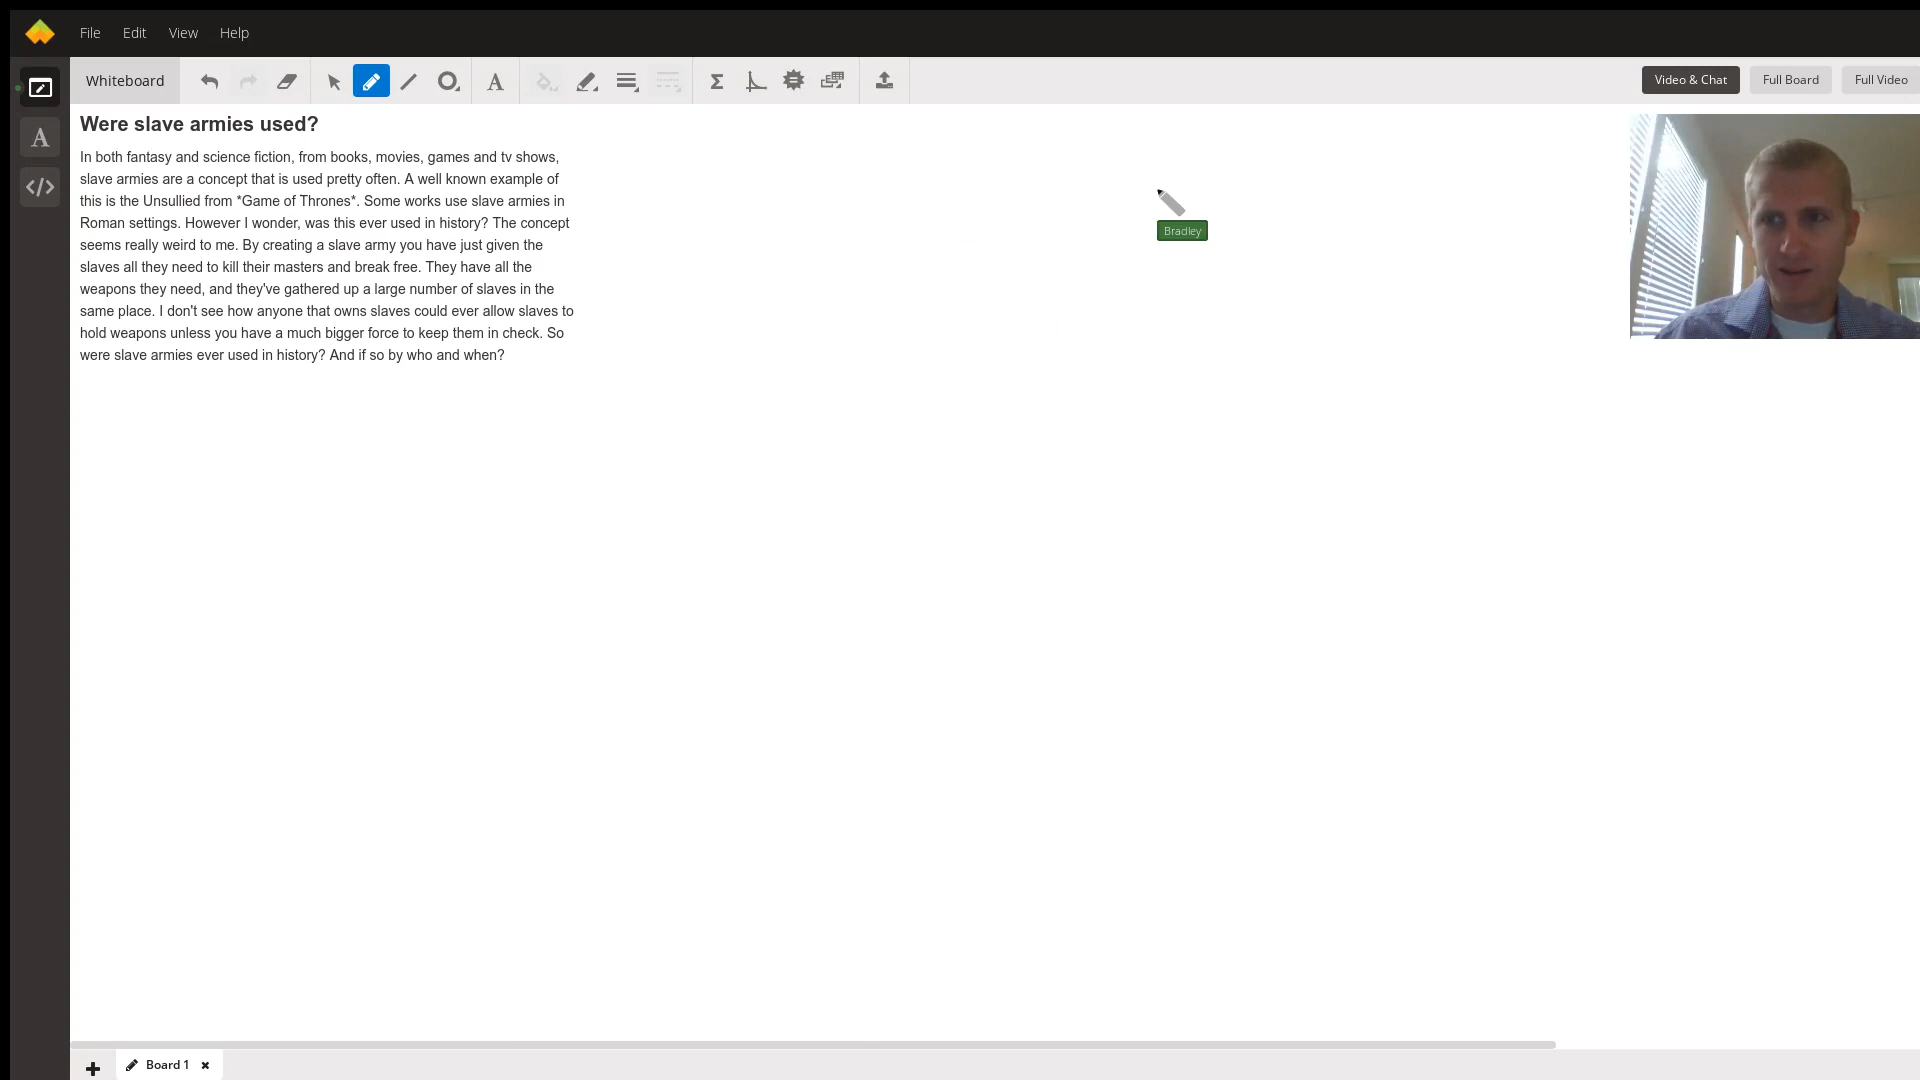 File Edit View Help
Whiteboard A Σ Video & Chat Full Board Full Video
A
</>
Were slave armies used?
In both fantasy and science fiction, from books, movies, games and tv shows,
slave armies are a concept that is used pretty often. A well known example of
this is the Unsullied from *Game of Thrones*. Some works use slave armies in
Roman settings. However I wonder, was this ever used in history? The concept
seems really weird to me. By creating a slave army you have just given the
slaves all they need to kill their masters and break free. They have all the
weapons they need, and they've gathered up a large number of slaves in the
same place. I don't see how anyone that owns slaves could ever allow slaves to
hold weapons unless you have a much bigger force to keep them in check. So
were slave armies ever used in history? And if so by who and when?
Bradley
Board 1